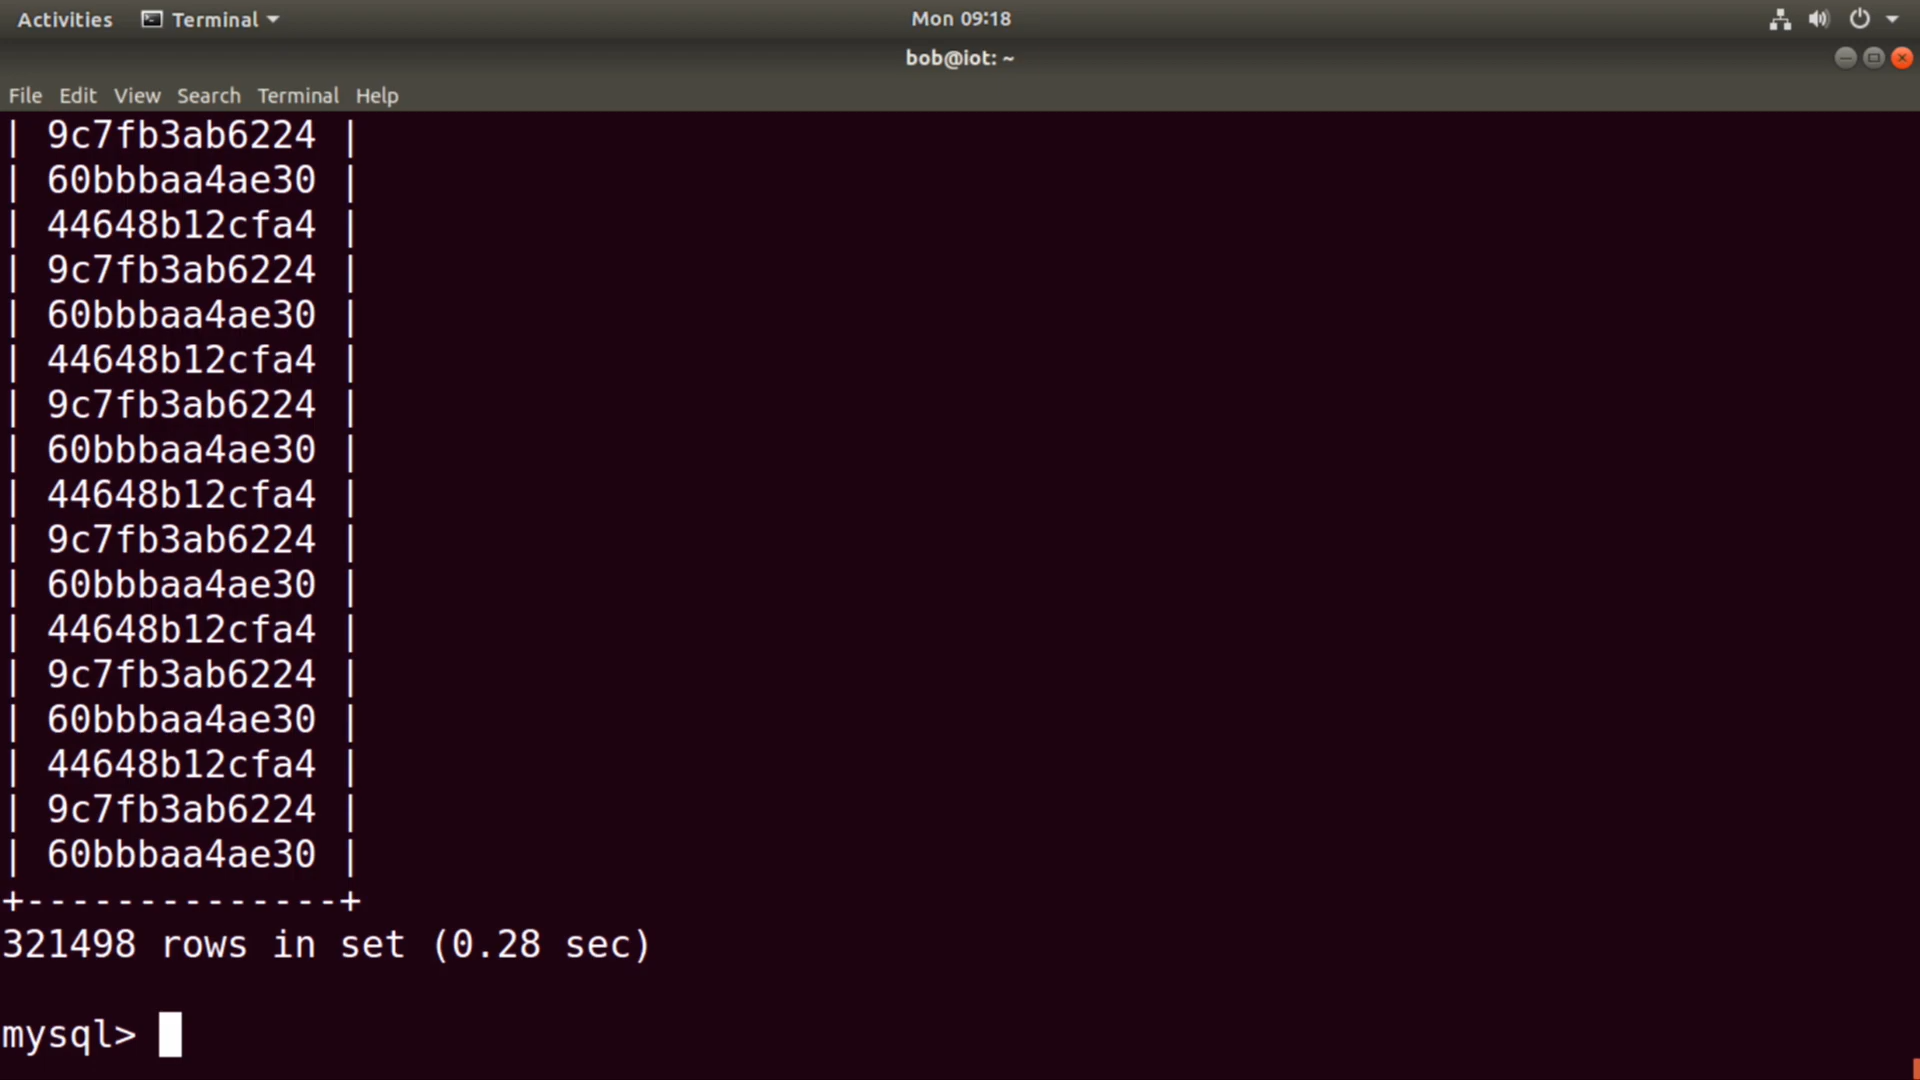 Activities Terminal Mon 09:18
bob@iot: ~
File Edit View Search Terminal Help
| 9c7fb3ab6224 |
| 60bbbaa4ae30 |
| 44648b12cfa4 |
| 9c7fb3ab6224 |
| 60bbbaa4ae30 |
| 44648b12cfa4 |
| 9c7fb3ab6224 |
| 60bbbaa4ae30 |
| 44648b12cfa4 |
| 9c7fb3ab6224 |
| 60bbbaa4ae30 |
| 44648b12cfa4 |
| 9c7fb3ab6224 |
| 60bbbaa4ae30 |
| 44648b12cfa4 |
| 9c7fb3ab6224 |
| 60bbbaa4ae30 |
+--------------+
321498 rows in set (0.28 sec)
mysql>